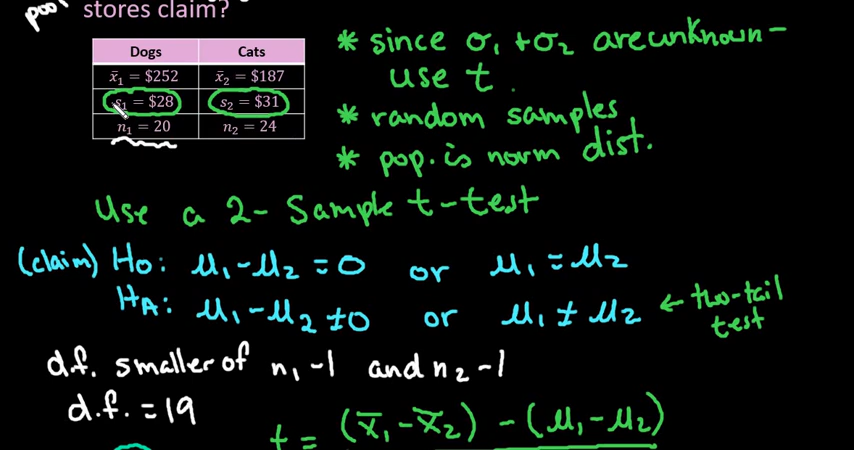 stores claim?
Dogs Cats
x̄₁ = $252 x̄₂ = $187
s₁ = $28 s₂ = $31
n₁ = 20 n₂ = 24
* since σ₁ + σ₂ are unknown -
use t.
* random samples
* pop. is norm dist.
Use a 2-Sample t-test
(claim) H₀: μ₁ - μ₂ = 0 or μ₁ = μ₂
H_A: μ₁ - μ₂ ≠ 0 or μ₁ ≠ μ₂
← two-tail
test
d.f. smaller of n₁ -1 and n₂ -1
d.f. = 19
t = (x̄₁ - x̄₂) - (μ₁ - μ₂)